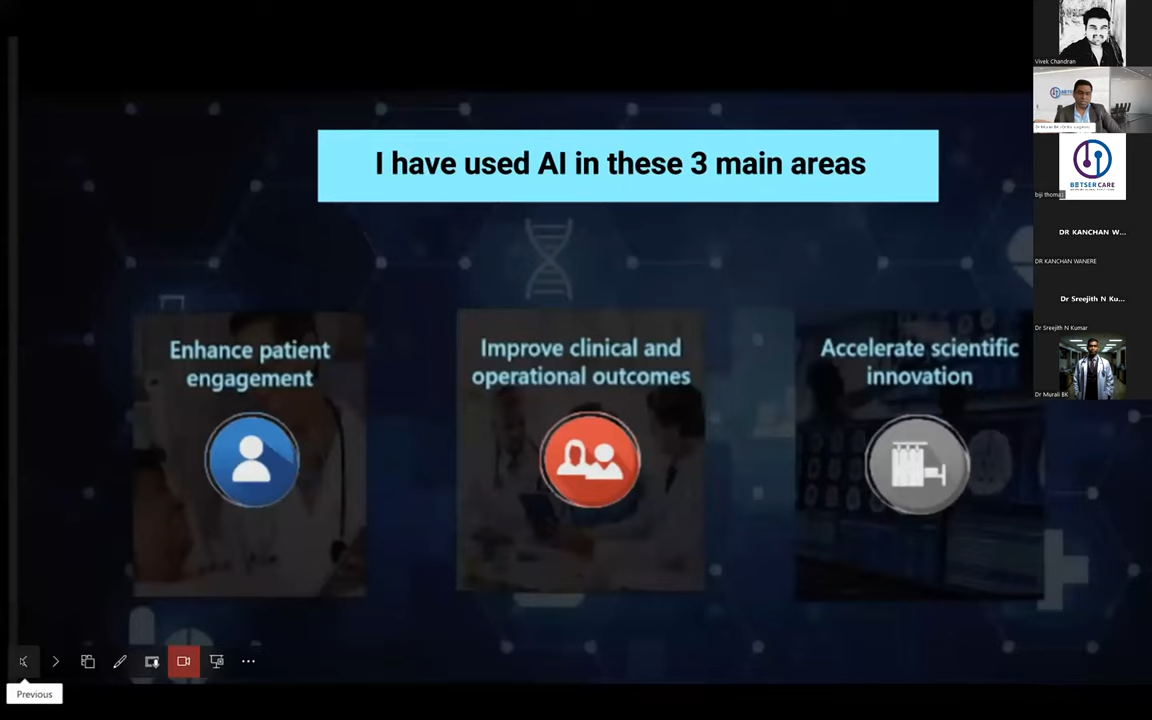 I have used AI in these 3 main areas
Enhance patient
engagement
Improve clinical and
operational outcomes
Accelerate scientific
innovation
Previous
Vivek Chandran
BETSER CARE
biji thomas
DR KANCHAN W...
DR KANCHAN WANERE
Dr Sreejith N Ku...
Dr Sreejith N Kumar
Dr Murali BK